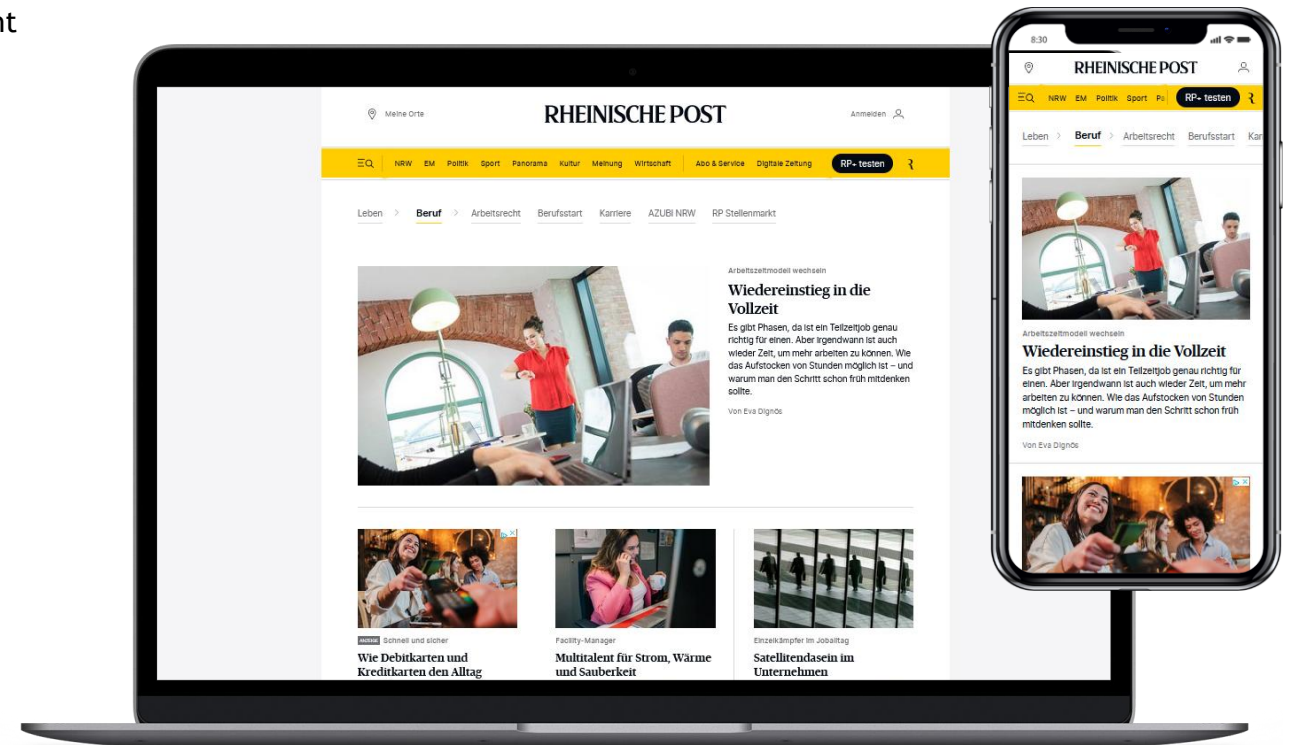 nt
Meine Orte
RHEINISCHE POST
Anmelden
NRW EM Politik Sport Panorama Kultur Meinung Wirtschaft Abo & Service Digitale Zeitung RP+ testen
Leben > Beruf > Arbeitsrecht Berufsstart Karriere AZUBI NRW RP Stellenmarkt
Arbeitszeitmodell wechseln
Wiedereinstieg in die
Vollzeit
Es gibt Phasen, da ist ein Teilzeitjob genau
richtig für einen. Aber irgendwann ist auch
wieder Zeit, um mehr arbeiten zu können. Wie
das Aufstocken von Stunden möglich ist – und
warum man den Schritt schon früh mitdenken
sollte.
Von Eva Dignös
ANZEIGE Schnell und sicher
Wie Debitkarten und
Kreditkarten den Alltag
Facility-Manager
Multitalent für Strom, Wärme
und Sauberkeit
Einzelkämpfer im Joballtag
Satellitendasein im
Unternehmen
8:30
RHEINISCHE POST
NRW EM Politik Sport Pa RP+ testen
Leben > Beruf > Arbeitsrecht Berufsstart Kar
Arbeitszeitmodell wechseln
Wiedereinstieg in die Vollzeit
Es gibt Phasen, da ist ein Teilzeitjob genau richtig für
einen. Aber irgendwann ist auch wieder Zeit, um mehr
arbeiten zu können. Wie das Aufstocken von Stunden
möglich ist – und warum man den Schritt schon früh
mitdenken sollte.
Von Eva Dignös